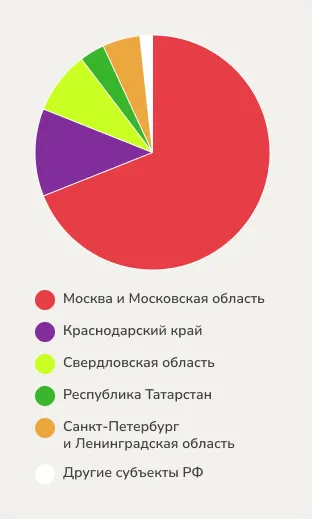 Москва и Московская область
Краснодарский край
Свердловская область
Республика Татарстан
Санкт-Петербург
и Ленинградская область
Другие субъекты РФ